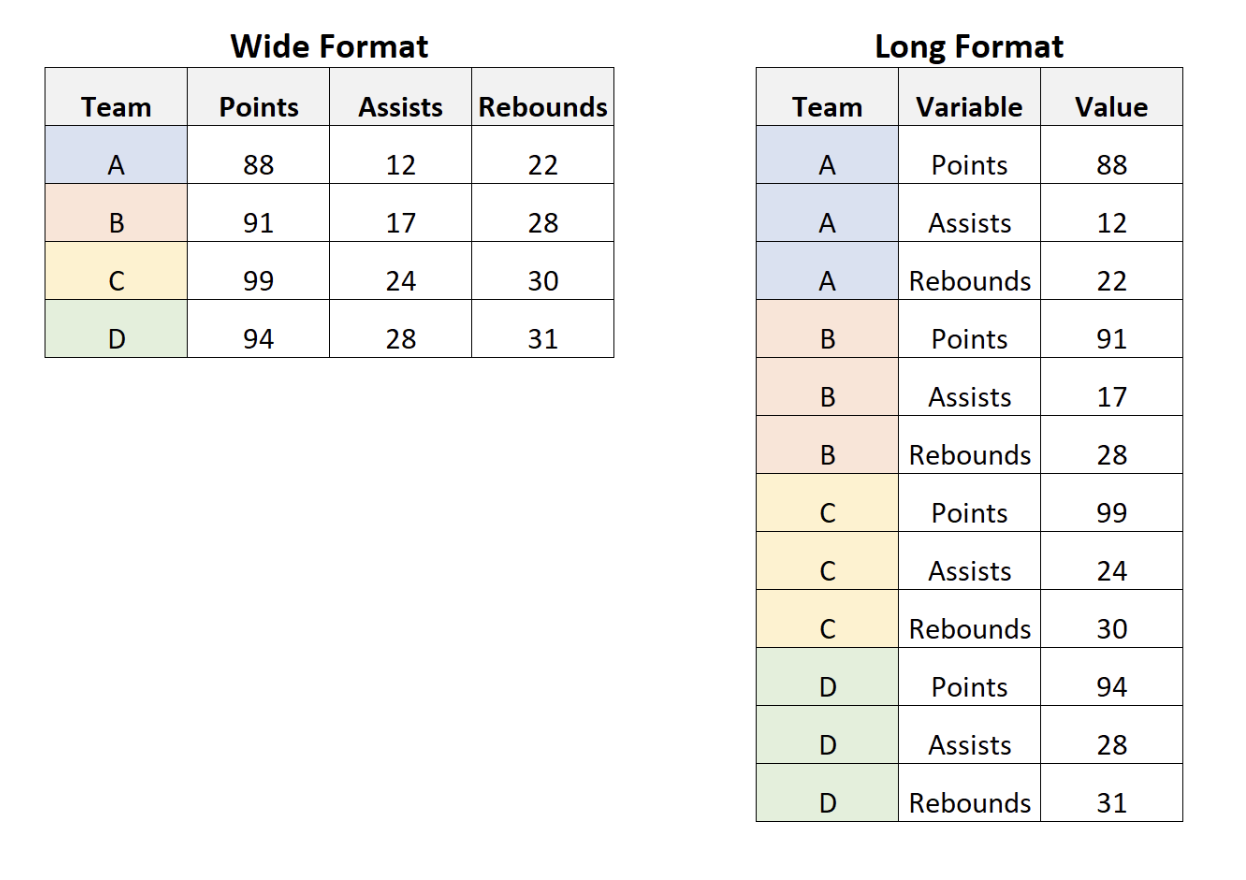 Wide Format
Team Points Assists Rebounds
A 88 12 22
B 91 17 28
C 99 24 30
D 94 28 31
Long Format
Team Variable Value
A Points 88
A Assists 12
A Rebounds 22
B Points 91
B Assists 17
B Rebounds 28
C Points 99
C Assists 24
C Rebounds 30
D Points 94
D Assists 28
D Rebounds 31